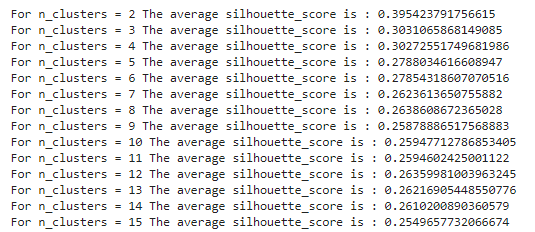 For n_clusters = 2 The average silhouette_score is : 0.395423791756615
For n_clusters = 3 The average silhouette_score is : 0.3031065868149085
For n_clusters = 4 The average silhouette_score is : 0.30272551749681986
For n_clusters = 5 The average silhouette_score is : 0.2788034616608947
For n_clusters = 6 The average silhouette_score is : 0.27854318607070516
For n_clusters = 7 The average silhouette_score is : 0.2623613650755882
For n_clusters = 8 The average silhouette_score is : 0.2638608672365028
For n_clusters = 9 The average silhouette_score is : 0.25878886517568883
For n_clusters = 10 The average silhouette_score is : 0.25947712786853405
For n_clusters = 11 The average silhouette_score is : 0.2594602425001122
For n_clusters = 12 The average silhouette_score is : 0.26359981003963245
For n_clusters = 13 The average silhouette_score is : 0.26216905448550776
For n_clusters = 14 The average silhouette_score is : 0.2610200890360579
For n_clusters = 15 The average silhouette_score is : 0.2549657732066674